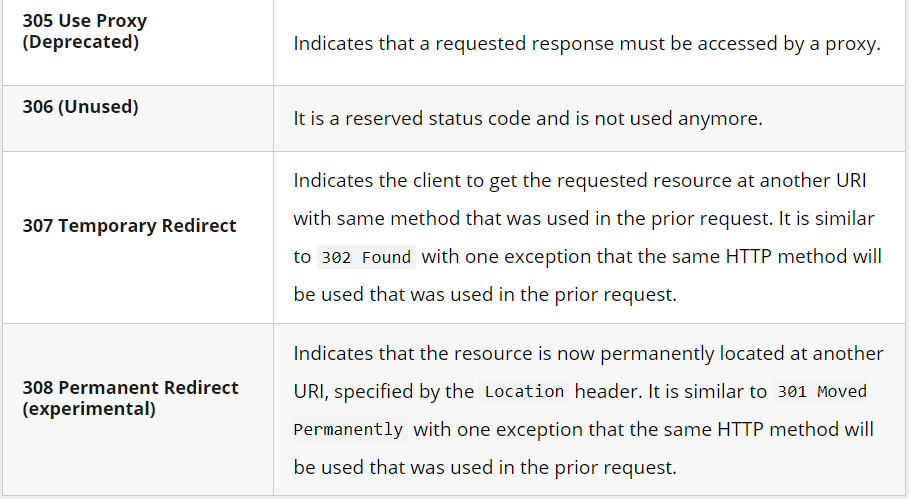 305 Use Proxy
(Deprecated)
Indicates that a requested response must be accessed by a proxy.
306 (Unused)
It is a reserved status code and is not used anymore.
307 Temporary Redirect
Indicates the client to get the requested resource at another URI
with same method that was used in the prior request. It is similar
to 302 Found with one exception that the same HTTP method will
be used that was used in the prior request.
308 Permanent Redirect
(experimental)
Indicates that the resource is now permanently located at another
URI, specified by the Location header. It is similar to 301 Moved
Permanently with one exception that the same HTTP method will
be used that was used in the prior request.